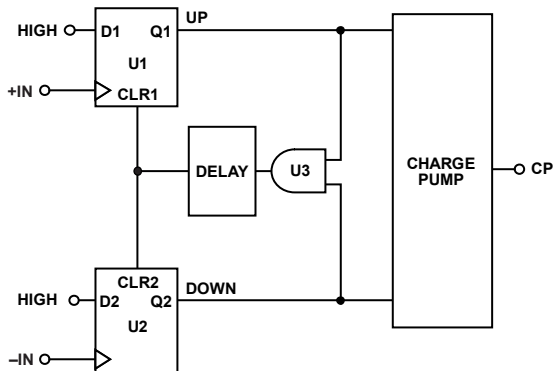 HIGH D1 Q1 UP
U1
+IN
CLR1
DELAY U3 CHARGE
PUMP CP
CLR2
HIGH D2 Q2 DOWN
U2
–IN